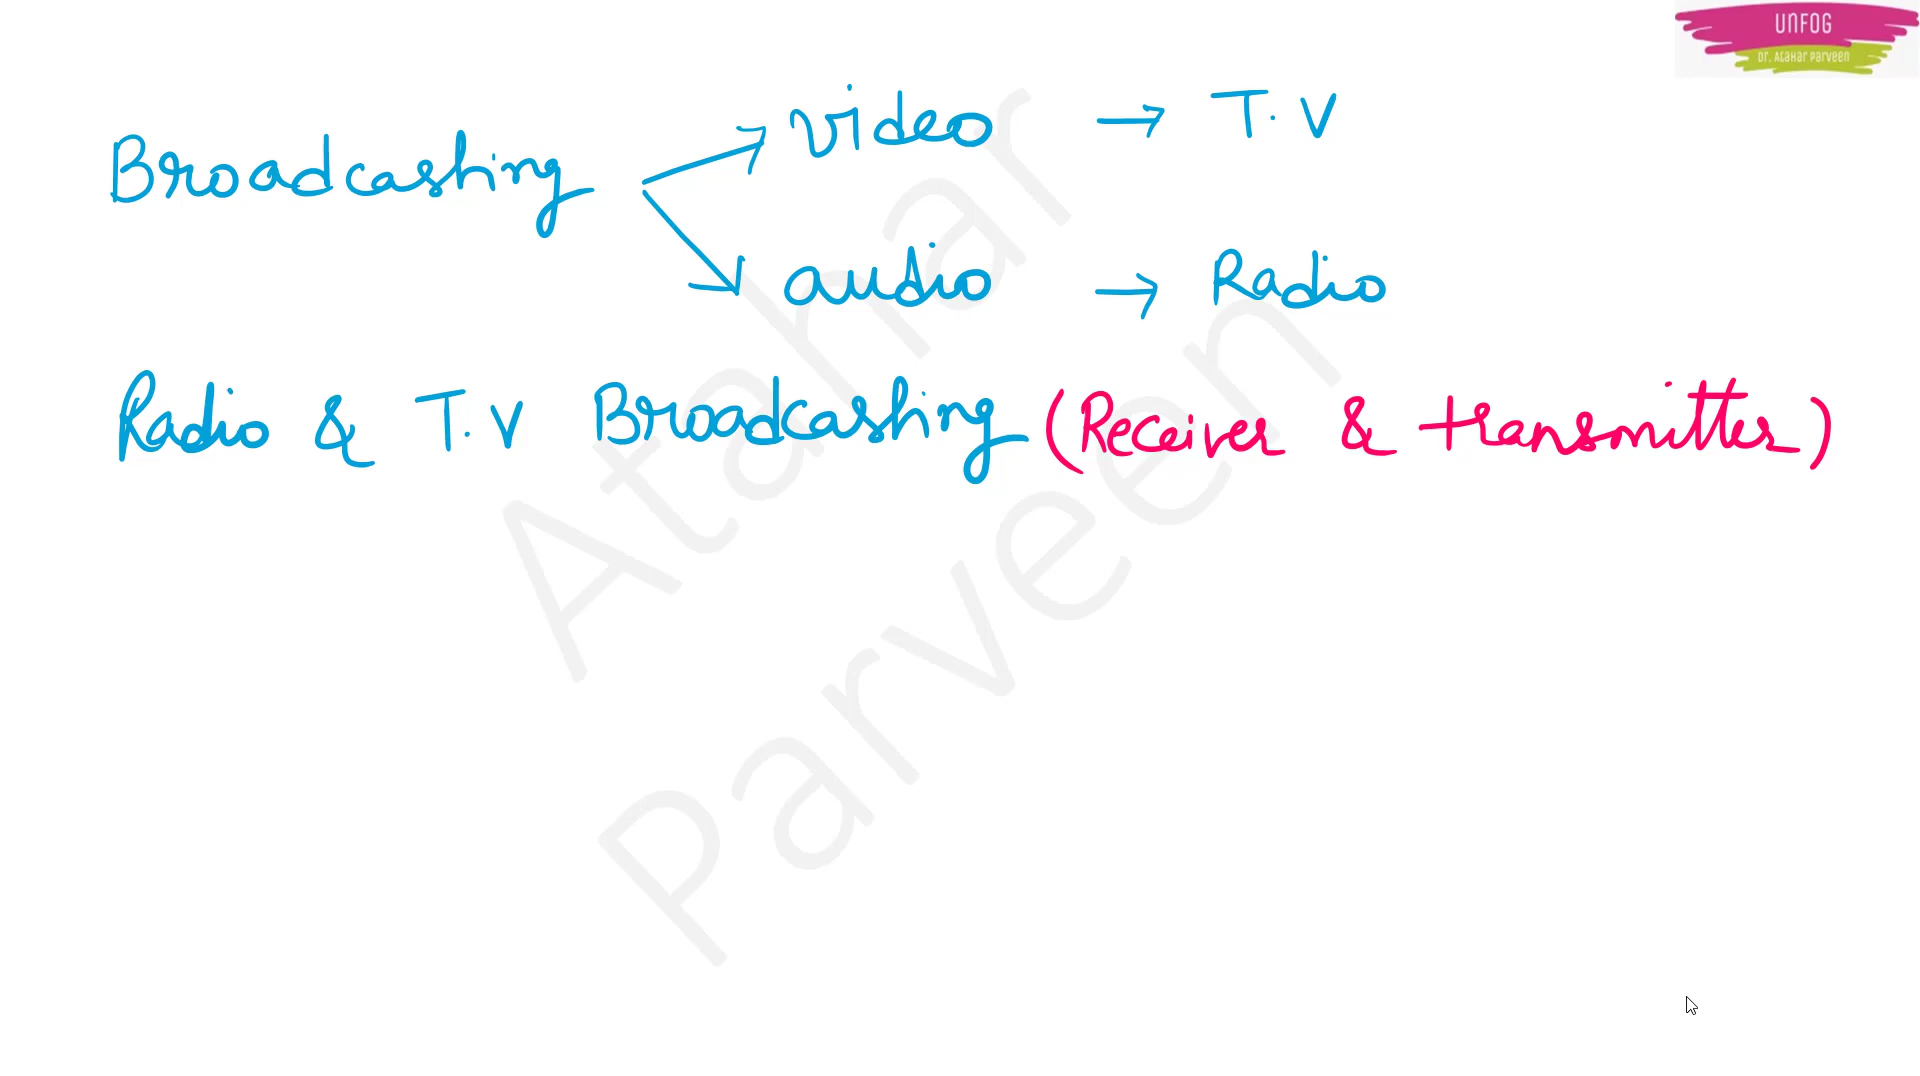 UNFOG
Dr. Atahar Parveen
Broadcasting → video → T.V
→ audio → Radio
Radio & T.V Broadcasting (Receiver & transmitter)
Atahar
Parveen